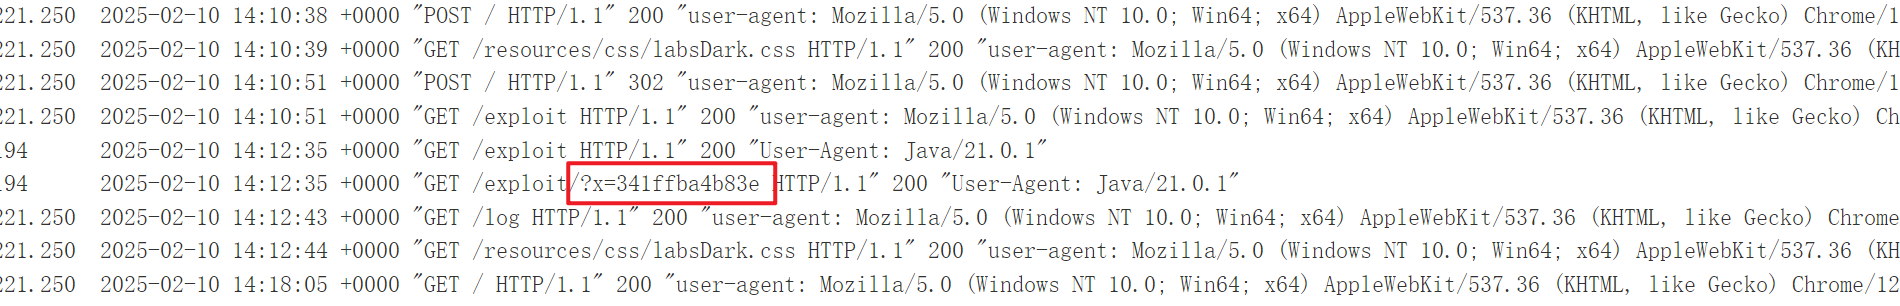 221.250 2025-02-10 14:10:38 +0000 "POST / HTTP/1.1" 200 "user-agent: Mozilla/5.0 (Windows NT 10.0; Win64; x64) AppleWebKit/537.36 (KHTML, like Gecko) Chrome/1
221.250 2025-02-10 14:10:39 +0000 "GET /resources/css/labsDark.css HTTP/1.1" 200 "user-agent: Mozilla/5.0 (Windows NT 10.0; Win64; x64) AppleWebKit/537.36 (KH
221.250 2025-02-10 14:10:51 +0000 "POST / HTTP/1.1" 302 "user-agent: Mozilla/5.0 (Windows NT 10.0; Win64; x64) AppleWebKit/537.36 (KHTML, like Gecko) Chrome/1
221.250 2025-02-10 14:10:51 +0000 "GET /exploit HTTP/1.1" 200 "user-agent: Mozilla/5.0 (Windows NT 10.0; Win64; x64) AppleWebKit/537.36 (KHTML, like Gecko) Ch
194 2025-02-10 14:12:35 +0000 "GET /exploit HTTP/1.1" 200 "User-Agent: Java/21.0.1"
194 2025-02-10 14:12:35 +0000 "GET /exploit/?x=341ffba4b83e HTTP/1.1" 200 "User-Agent: Java/21.0.1"
221.250 2025-02-10 14:12:43 +0000 "GET /log HTTP/1.1" 200 "user-agent: Mozilla/5.0 (Windows NT 10.0; Win64; x64) AppleWebKit/537.36 (KHTML, like Gecko) Chrome
221.250 2025-02-10 14:12:44 +0000 "GET /resources/css/labsDark.css HTTP/1.1" 200 "user-agent: Mozilla/5.0 (Windows NT 10.0; Win64; x64) AppleWebKit/537.36 (KH
221.250 2025-02-10 14:18:05 +0000 "GET / HTTP/1.1" 200 "user-agent: Mozilla/5.0 (Windows NT 10.0; Win64; x64) AppleWebKit/537.36 (KHTML, like Gecko) Chrome/12